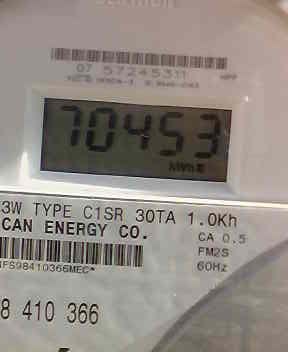 07 57245311
70453
3W TYPE C1SR 30TA 1.0Kh
CAN ENERGY CO. CA 0.5
FM2S
IFS98410366MEC* 60Hz
8 410 366